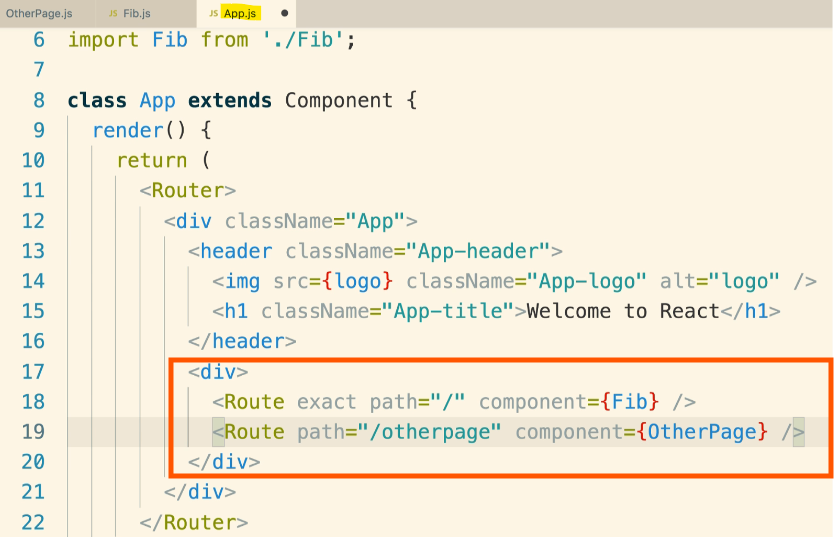 OtherPage.js JS Fib.js JS App.js
6 import Fib from './Fib';
7
8 class App extends Component {
9 render() {
10 return (
11 <Router>
12 <div className="App">
13 <header className="App-header">
14 <img src={logo} className="App-logo" alt="logo" />
15 <h1 className="App-title">Welcome to React</h1>
16 </header>
17 <div>
18 <Route exact path="/" component={Fib} />
19 <Route path="/otherpage" component={OtherPage} />
20 </div>
21 </div>
22 </Router>